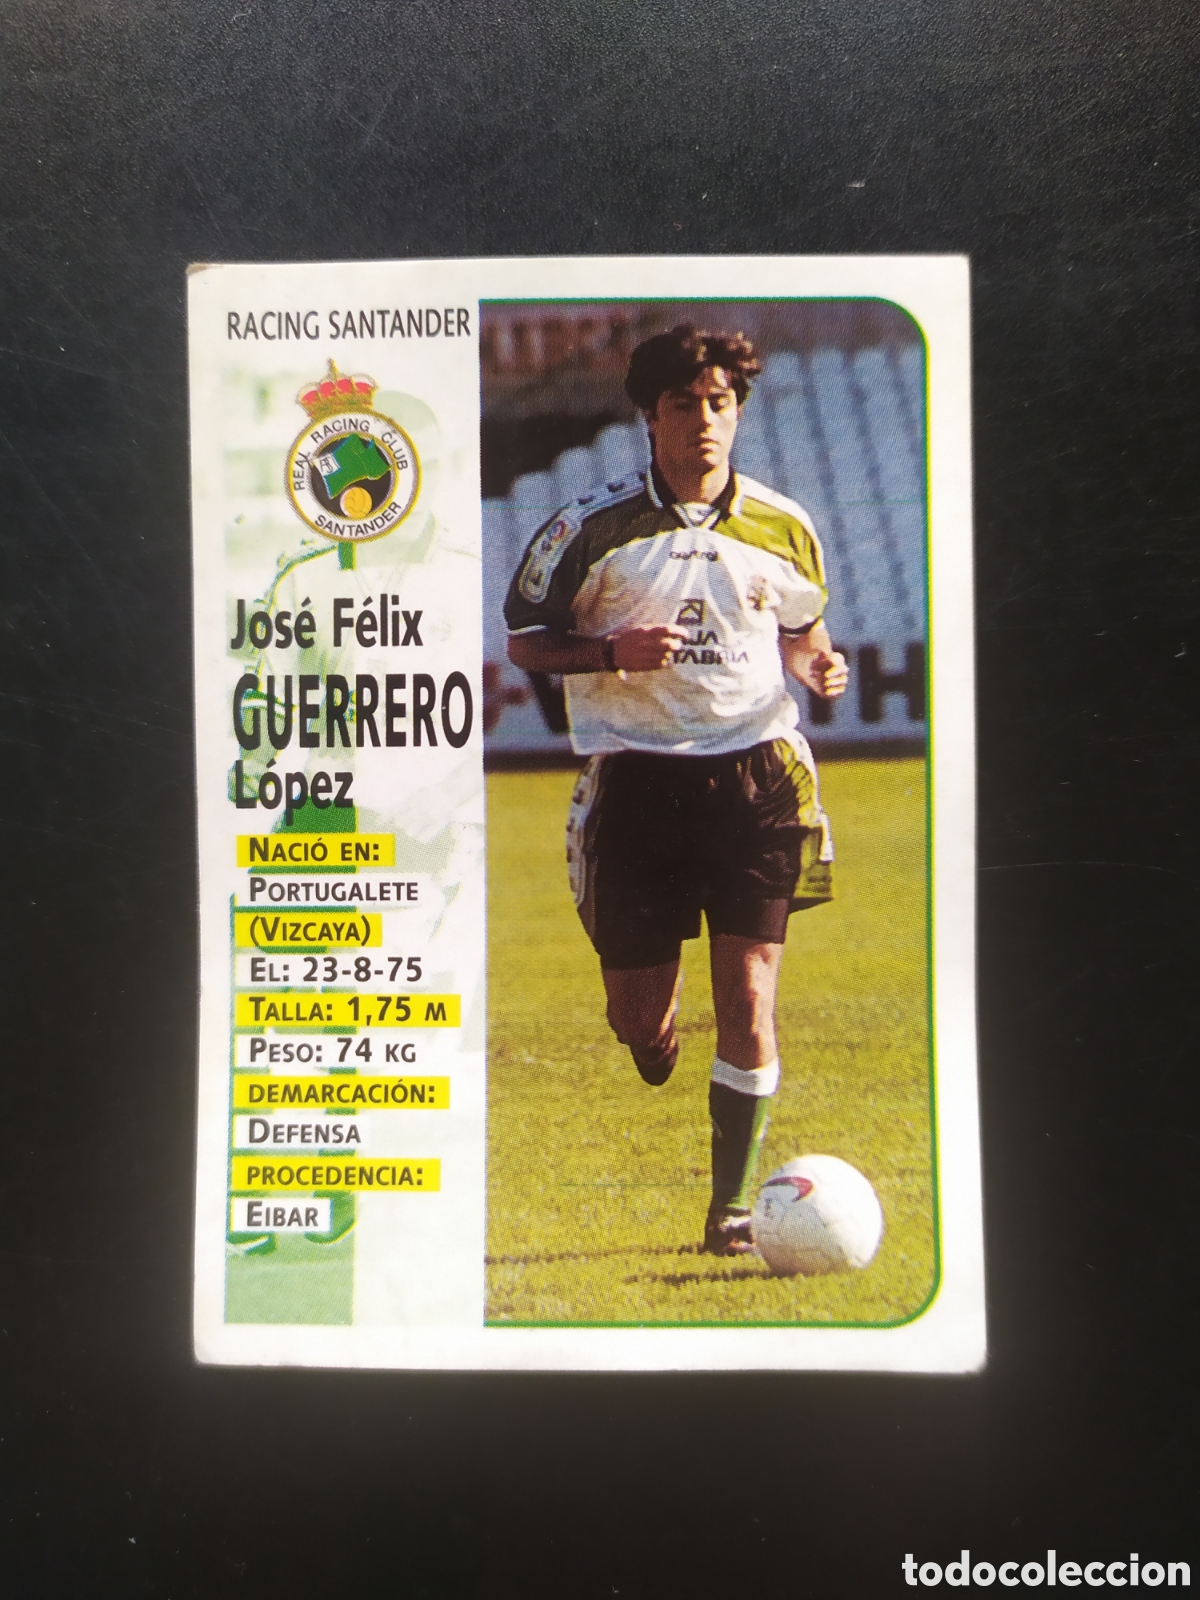 RACING SANTANDER
REAL RACING CLUB
SANTANDER
José Félix
GUERRERO
López
NACIÓ EN:
PORTUGALETE
(VIZCAYA)
EL: 23-8-75
TALLA: 1,75 M
PESO: 74 KG
DEMARCACIÓN:
DEFENSA
PROCEDENCIA:
EIBAR
todocoleccion